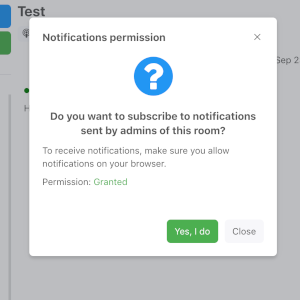 Test
Notifications permission
Sep 2
Do you want to subscribe to notifications
sent by admins of this room?
To receive notifications, make sure you allow
notifications on your browser.
Permission: Granted
Yes, I do
Close